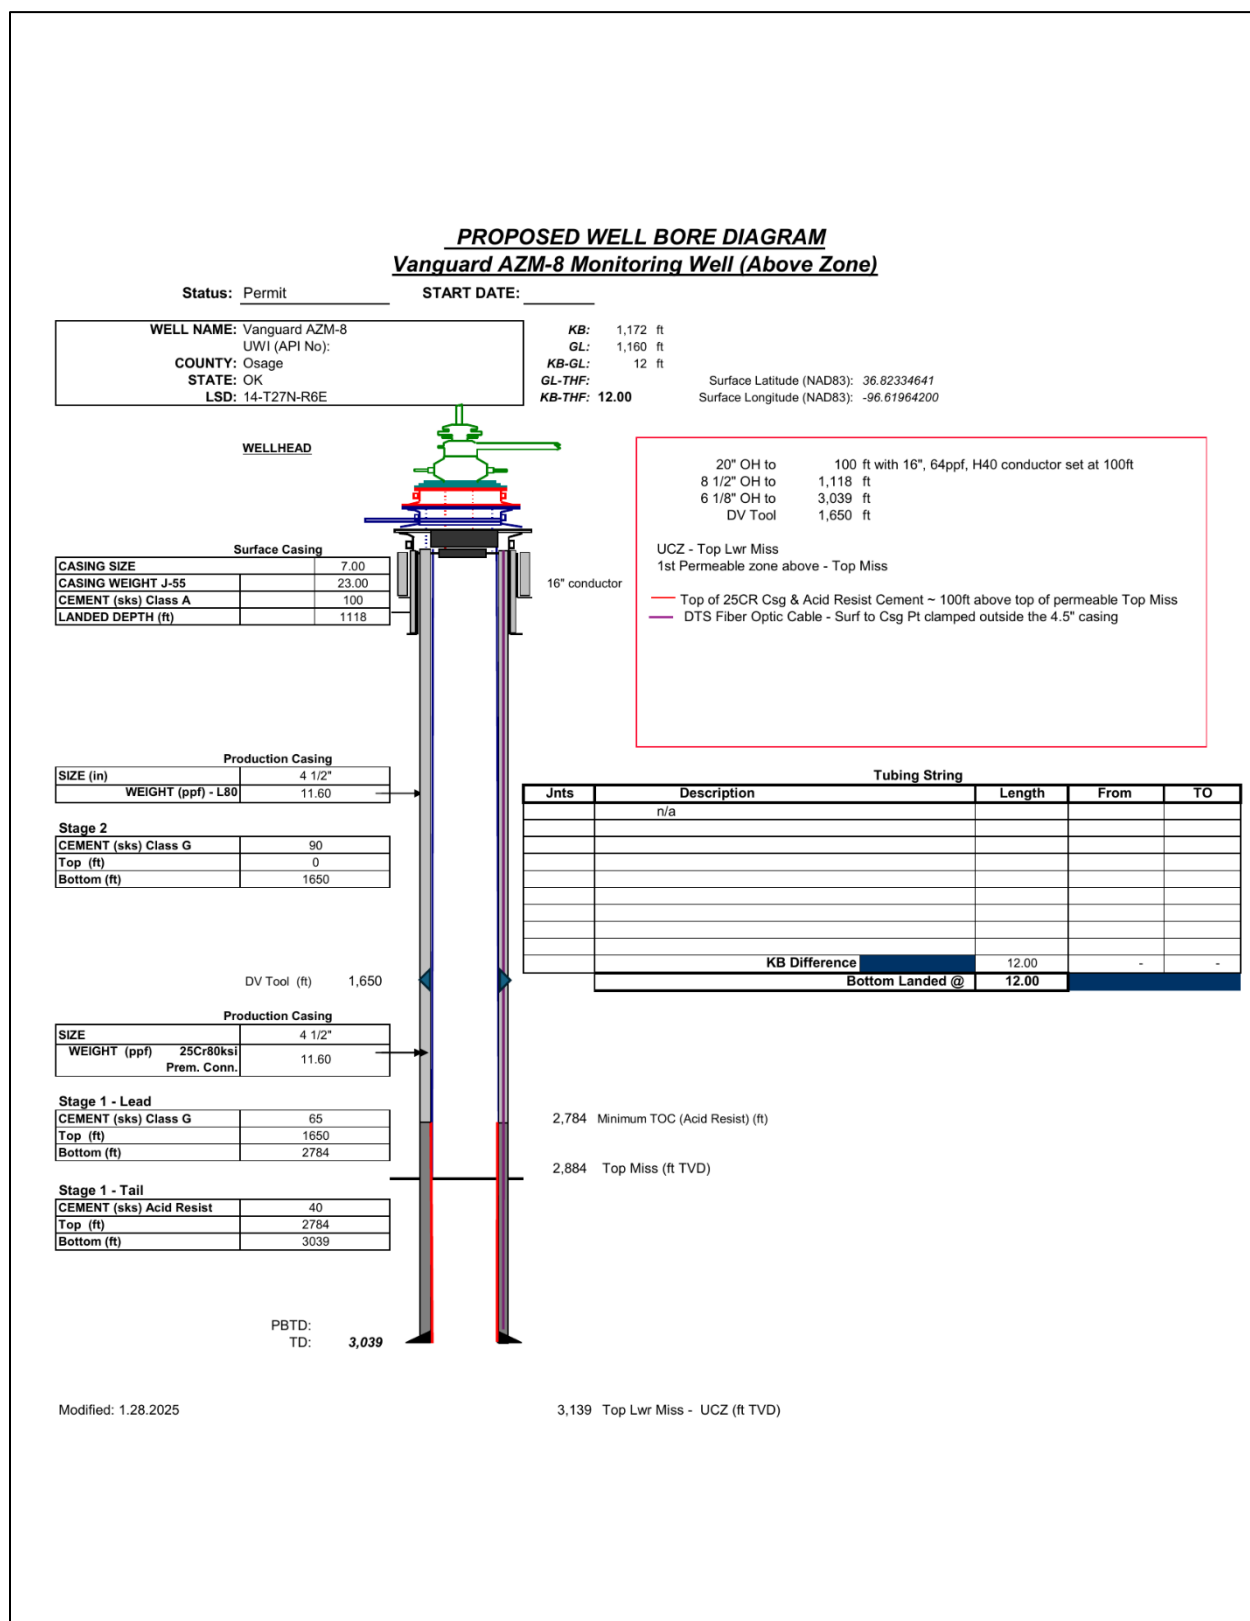 PROPOSED WELL BORE DIAGRAM
Vanguard AZM-8 Monitoring Well (Above Zone)
Status: Permit START DATE:
WELL NAME: Vanguard AZM-8
UWI (API No):
COUNTY: Osage
STATE: OK
LSD: 14-T27N-R6E
KB: 1,172 ft
GL: 1,160 ft
KB-GL: 12 ft
GL-THF:
KB-THF: 12.00
Surface Latitude (NAD83): 36.82334641
Surface Longitude (NAD83): -96.61964200
WELLHEAD
20" OH to 100 ft with 16", 64ppf, H40 conductor set at 100ft
8 1/2" OH to 1,118 ft
6 1/8" OH to 3,039 ft
DV Tool 1,650 ft
UCZ - Top Lwr Miss
1st Permeable zone above - Top Miss
Top of 25CR Csg & Acid Resist Cement ~ 100ft above top of permeable Top Miss
DTS Fiber Optic Cable - Surf to Csg Pt clamped outside the 4.5" casing
Surface Casing
CASING SIZE 7.00
CASING WEIGHT J-55 23.00
CEMENT (sks) Class A 100
LANDED DEPTH (ft) 1118
16" conductor
Production Casing
SIZE (in) 4 1/2"
WEIGHT (ppf) - L80 11.60
Stage 2
CEMENT (sks) Class G 90
Top (ft) 0
Bottom (ft) 1650
Tubing String
Jnts Description Length From TO
n/a
KB Difference 12.00 - -
Bottom Landed @ 12.00
DV Tool (ft) 1,650
Production Casing
SIZE 4 1/2"
WEIGHT (ppf) 25Cr80ksi
Prem. Conn. 11.60
Stage 1 - Lead
CEMENT (sks) Class G 65
Top (ft) 1650
Bottom (ft) 2784
2,784 Minimum TOC (Acid Resist) (ft)
2,884 Top Miss (ft TVD)
Stage 1 - Tail
CEMENT (sks) Acid Resist 40
Top (ft) 2784
Bottom (ft) 3039
PBTD:
TD: 3,039
Modified: 1.28.2025
3,139 Top Lwr Miss - UCZ (ft TVD)